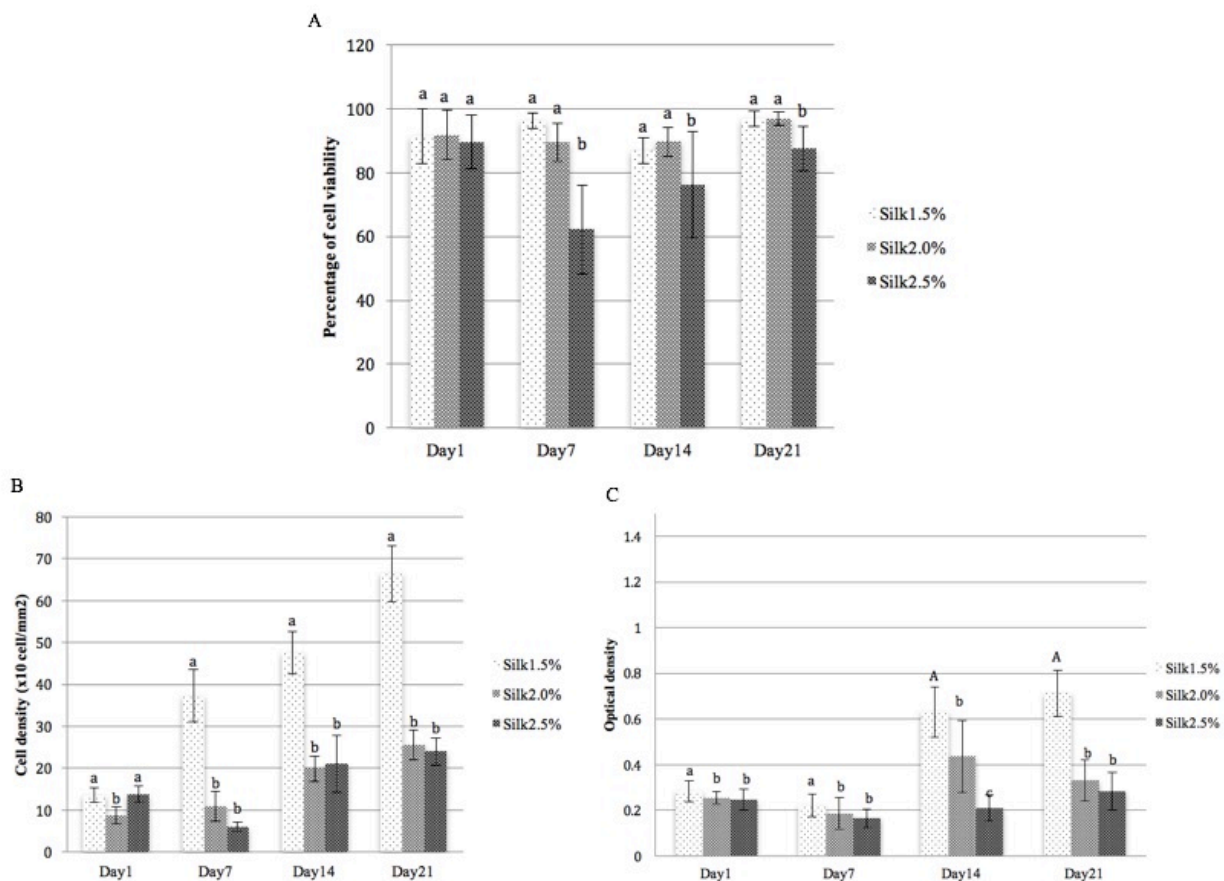 A
120
100
80
60
40
20
0
Percentage of cell viability
a a a
a a b
a a b
a a b
Day1 Day7 Day14 Day21
Silk1.5%
Silk2.0%
Silk2.5%
B
80
70
60
50
40
30
20
10
0
Cell density (x10 cell/mm2)
a b a
a b b
a b b
a b b
Day1 Day7 Day14 Day21
Silk1.5%
Silk2.0%
Silk2.5%
C
1.4
1.2
1
0.8
0.6
0.4
0.2
0
Optical density
a b b
a b b
A b c
A b b
Day1 Day7 Day14 Day21
Silk1.5%
Silk2.0%
Silk2.5%